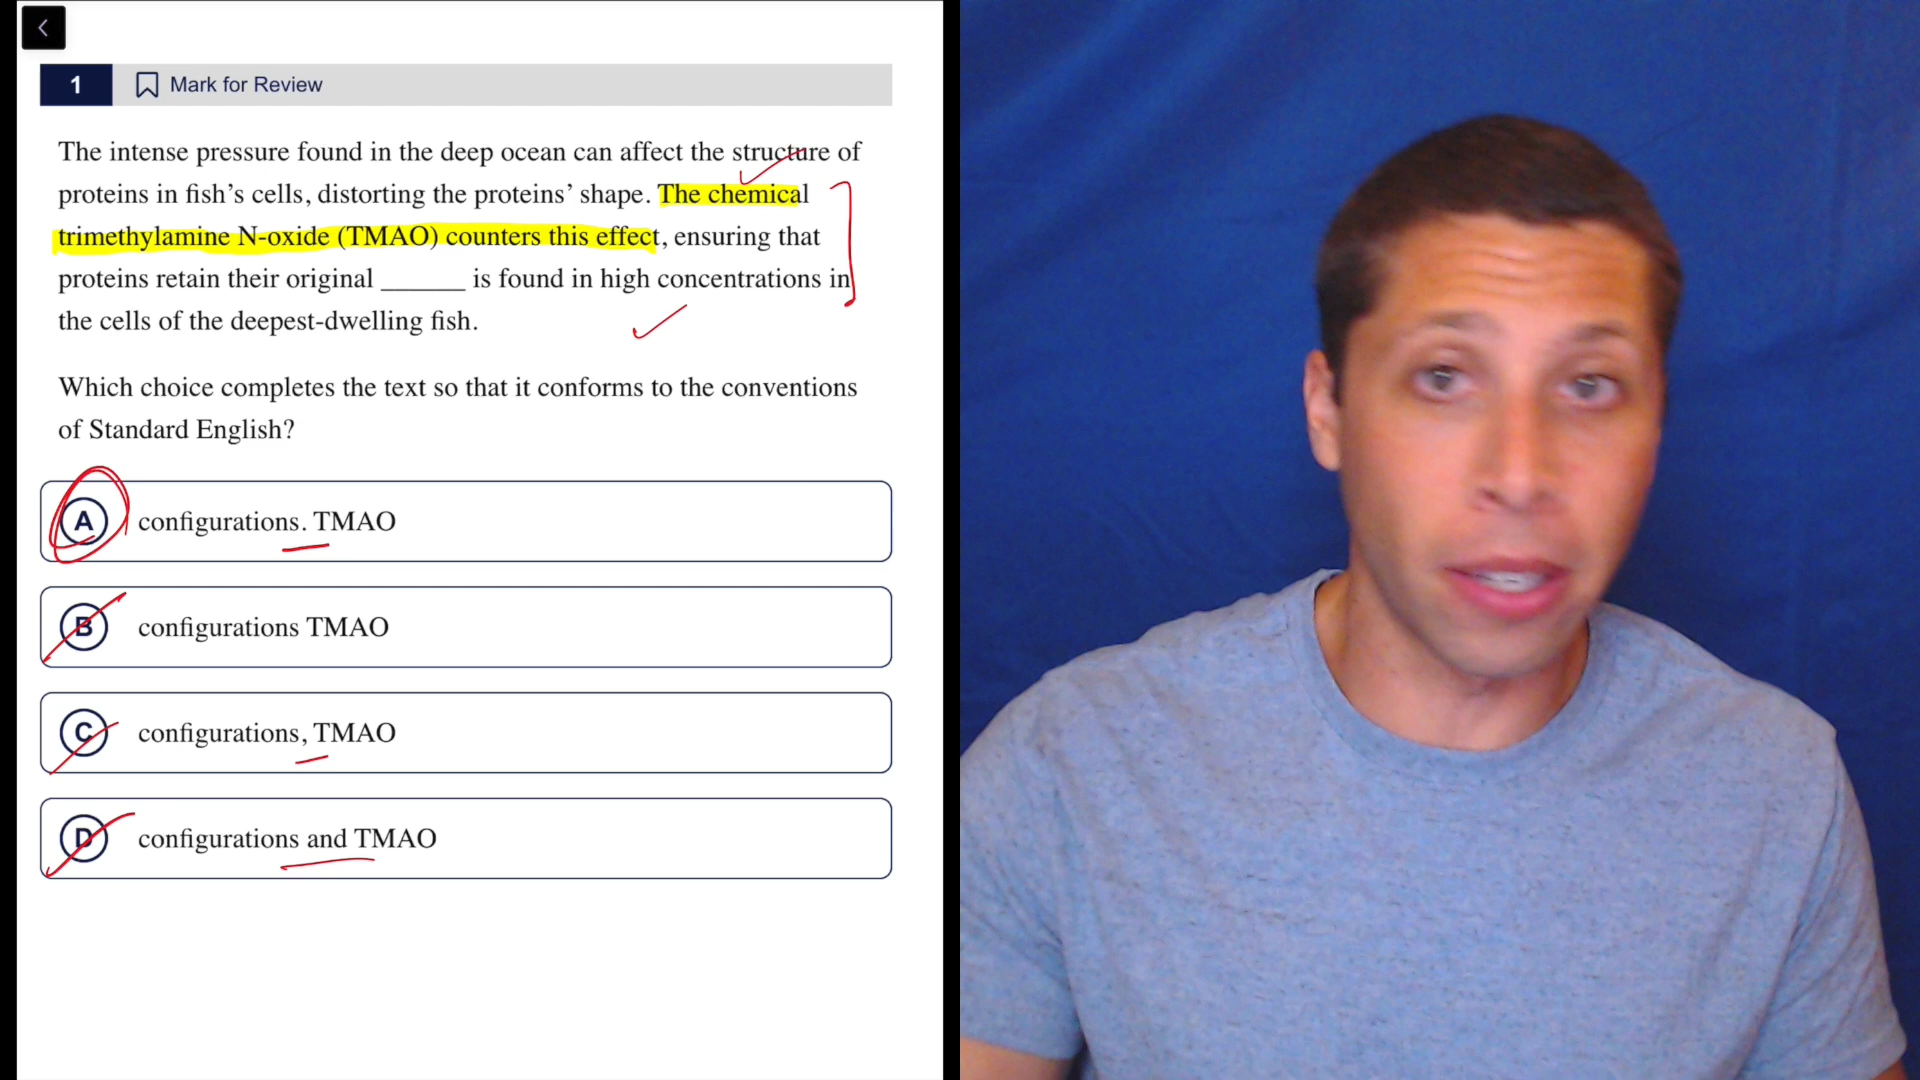 1 Mark for Review
The intense pressure found in the deep ocean can affect the structure of
proteins in fish’s cells, distorting the proteins’ shape. The chemical
trimethylamine N-oxide (TMAO) counters this effect, ensuring that
proteins retain their original ______ is found in high concentrations in
the cells of the deepest-dwelling fish.
Which choice completes the text so that it conforms to the conventions
of Standard English?
A configurations. TMAO
B configurations TMAO
C configurations, TMAO
D configurations and TMAO